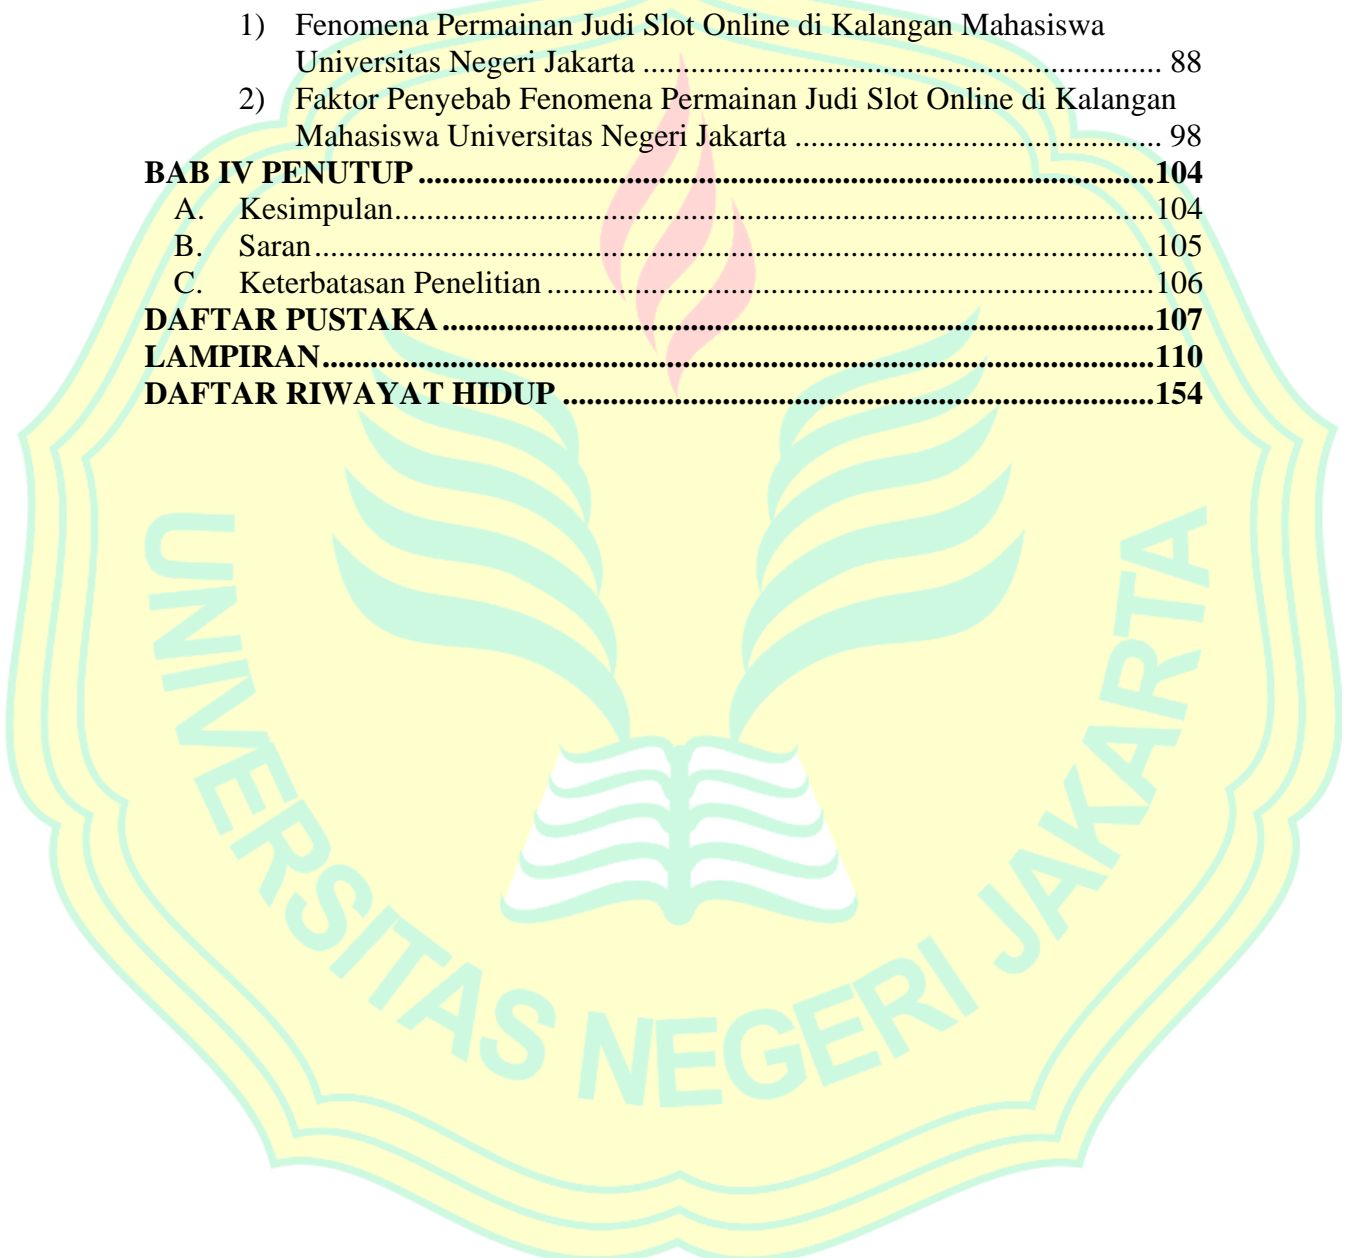 1) Fenomena Permainan Judi Slot Online di Kalangan Mahasiswa
Universitas Negeri Jakarta .................................................................. 88
2) Faktor Penyebab Fenomena Permainan Judi Slot Online di Kalangan
Mahasiswa Universitas Negeri Jakarta ............................................... 98
BAB IV PENUTUP ..............................................................................................104
A. Kesimpulan.................................................................................................104
B. Saran...........................................................................................................105
C. Keterbatasan Penelitian ..............................................................................106
DAFTAR PUSTAKA ...........................................................................................107
LAMPIRAN..........................................................................................................110
DAFTAR RIWAYAT HIDUP ............................................................................154
UNIVERSITAS NEGERI JAKARTA